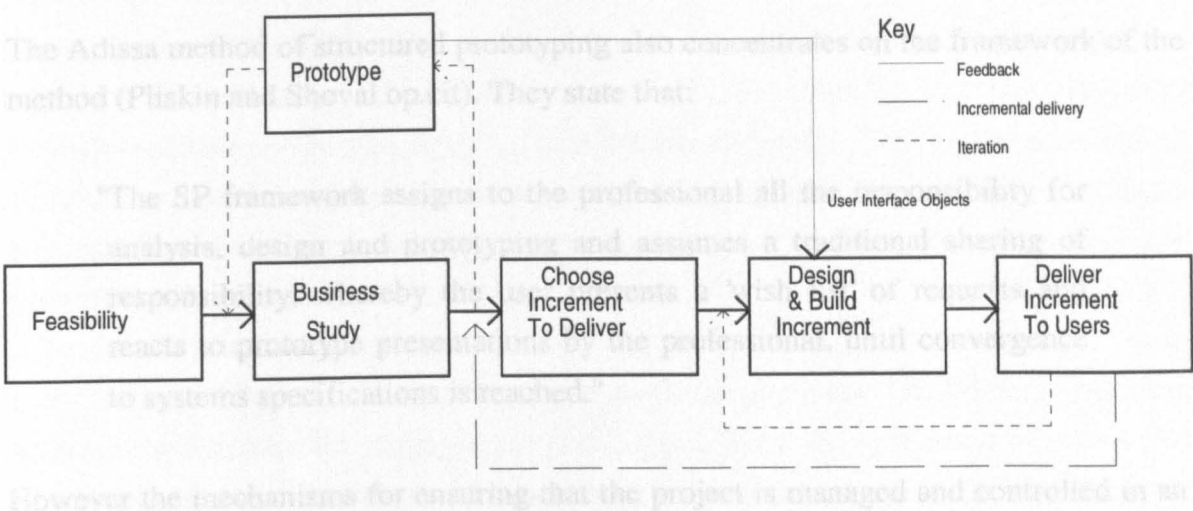 Key
Feedback
Incremental delivery
Iteration
Prototype
User Interface Objects
Feasibility
Business
Study
Choose
Increment
To Deliver
Design
& Build
Increment
Deliver
Increment
To Users
The Adissa method of structured prototyping also concentrates on the framework of the
method (Pliskin and Shoval op.cit). They state that:
"The SP framework assigns to the professional all the responsibility for
analysis, design and prototyping and assumes a traditional sharing of
responsibility, whereby the user presents a 'wish of
reacts to prototype presentations by the professional, until convergence
to systems specifications is reached."
However the mechanisms for ensuring that the project is managed and controlled in an